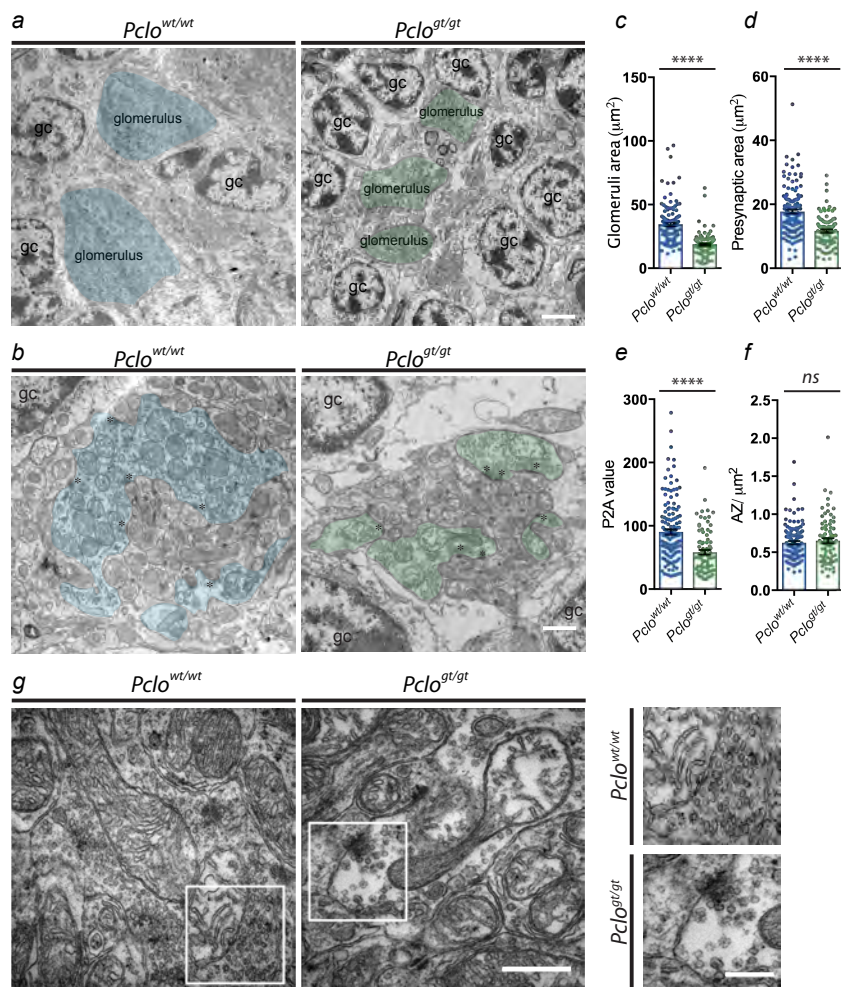 a
Pclo^wt/wt
Pclo^gt/gt
gc
glomerulus
gc
gc
glomerulus
gc
gc
gc
gc
glomerulus
gc
gc
gc
glomerulus
gc
glomerulus
gc
gc
c
****
Glomeruli area (μm²)
150
100
50
0
Pclo^wt/wt
Pclo^gt/gt
d
****
Presynaptic area (μm²)
60
40
20
0
Pclo^wt/wt
Pclo^gt/gt
b
Pclo^wt/wt
Pclo^gt/gt
gc
*
*
*
*
*
*
gc
* * *
*
*
*
gc
gc
e
****
P2A value
300
200
100
0
Pclo^wt/wt
Pclo^gt/gt
f
ns
AZ/ μm²
2.5
2.0
1.5
1.0
0.5
0.0
Pclo^wt/wt
Pclo^gt/gt
g
Pclo^wt/wt
Pclo^gt/gt
Pclo^wt/wt
Pclo^gt/gt